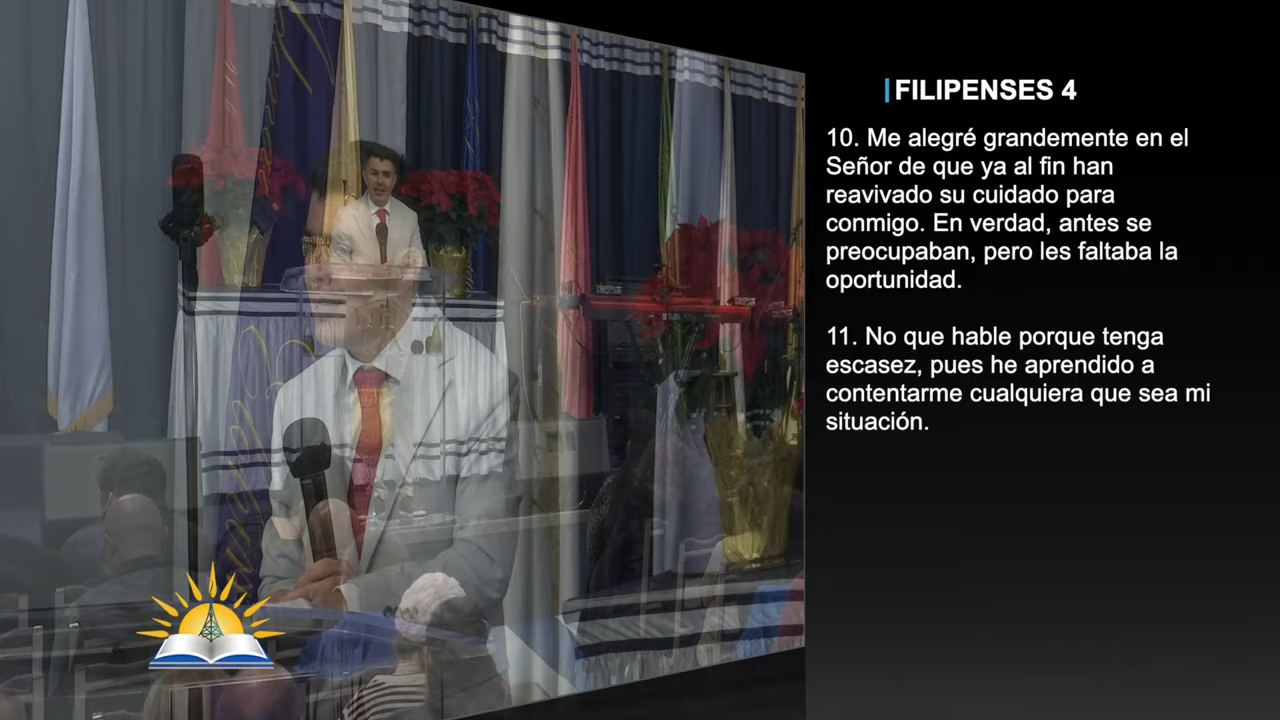 FILIPENSES 4
10. Me alegré grandemente en el
Señor de que ya al fin han
reavivado su cuidado para
conmigo. En verdad, antes se
preocupaban, pero les faltaba la
oportunidad.
11. No que hable porque tenga
escasez, pues he aprendido a
contentarme cualquiera que sea mi
situación.